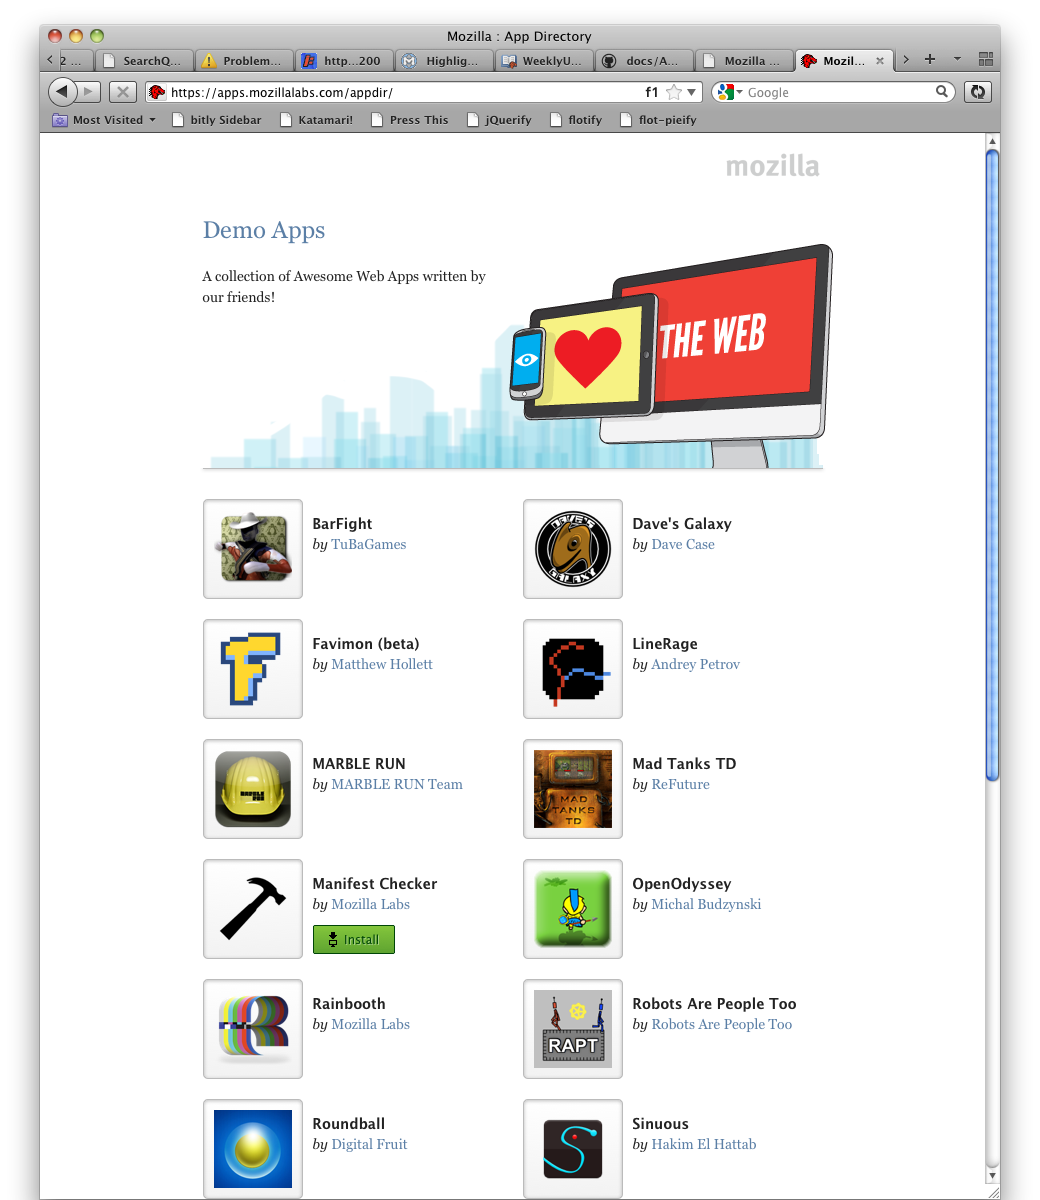 Mozilla : App Directory
2 ...
SearchQ...
Problem...
http...200
Highlig...
WeeklyU...
docs/A...
Mozilla ...
Mozil...
https://apps.mozillalabs.com/appdir/
f1
Google
Most Visited
bitly Sidebar
Katamari!
Press This
jQuerify
flotify
flot-pieify
mozilla
Demo Apps
A collection of Awesome Web Apps written by
our friends!
THE WEB
BarFight
by TuBaGames
DAVE'S
GALAXY
Dave's Galaxy
by Dave Case
Favimon (beta)
by Matthew Hollett
LineRage
by Andrey Petrov
MARBLE
RUN
MARBLE RUN
by MARBLE RUN Team
MAD
TANKS
TD
Mad Tanks TD
by ReFuture
Manifest Checker
by Mozilla Labs
Install
OpenOdyssey
by Michal Budzynski
Rainbooth
by Mozilla Labs
RAPT
Robots Are People Too
by Robots Are People Too
Roundball
by Digital Fruit
Sinuous
by Hakim El Hattab